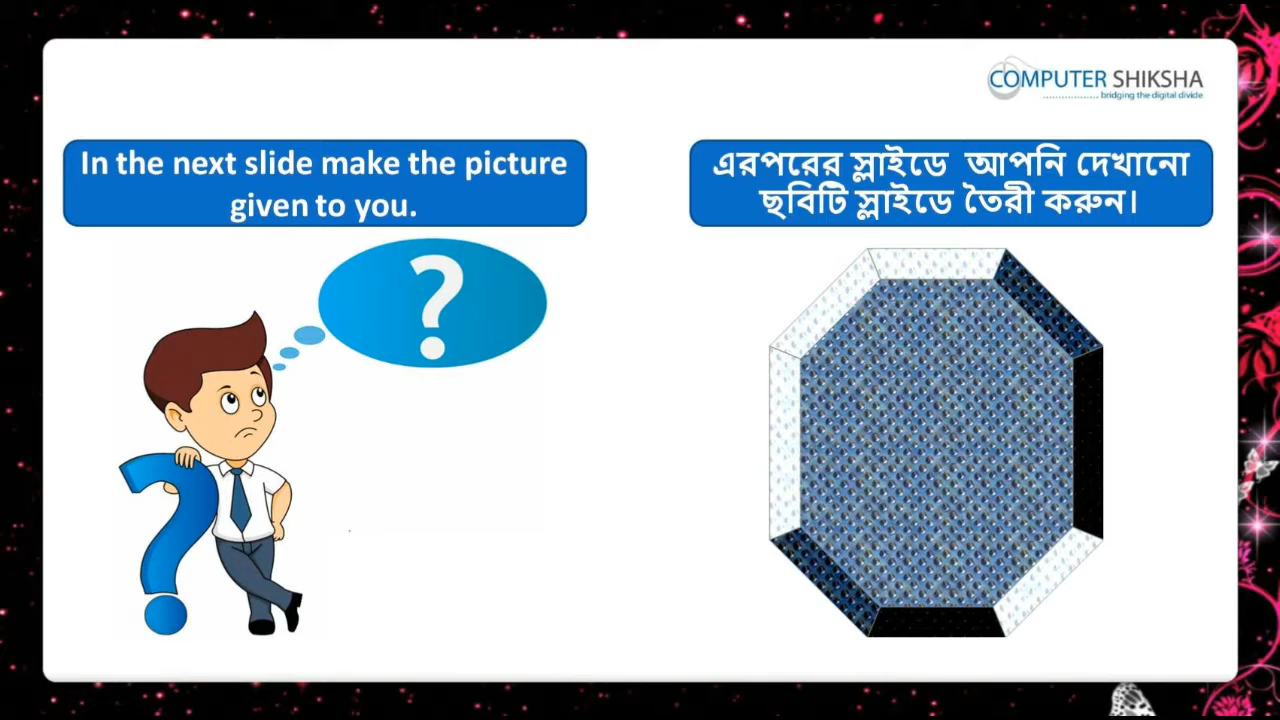 COMPUTER SHIKSHA
bridging the digital divide
In the next slide make the picture
given to you.
এরপরের স্লাইডে আপনি দেখানো
ছবিটি স্লাইডে তৈরী করুন।
?